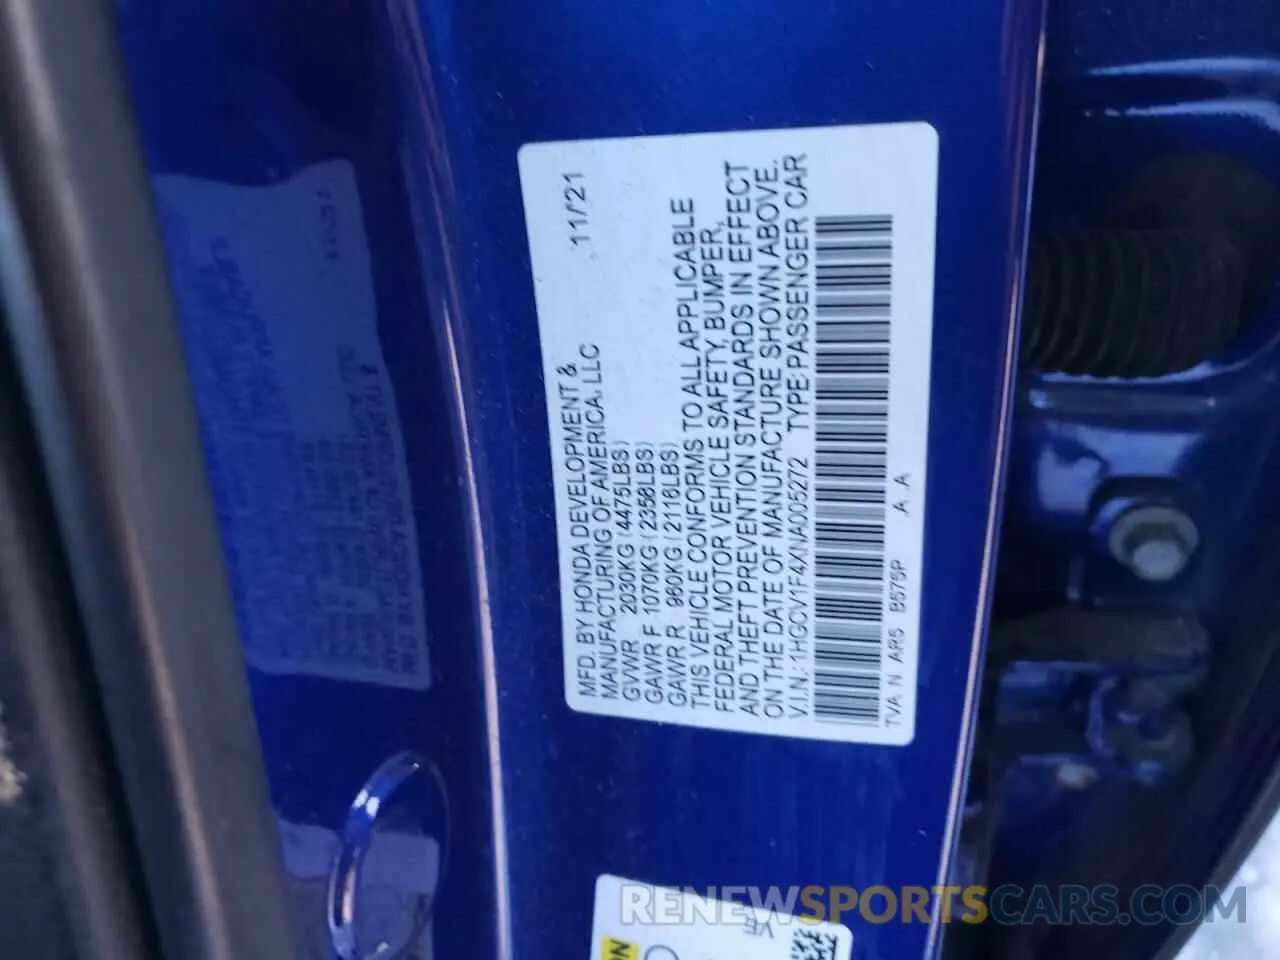 MFD. BY HONDA DEVELOPMENT & 11/21
MANUFACTURING OF AMERICA, LLC
GVWR 2030KG (4475LBS)
GAWR F 1070KG (2358LBS)
GAWR R 960KG (2116LBS)
THIS VEHICLE CONFORMS TO ALL APPLICABLE
FEDERAL MOTOR VEHICLE SAFETY, BUMPER,
AND THEFT PREVENTION STANDARDS IN EFFECT
ON THE DATE OF MANUFACTURE SHOWN ABOVE.
V.I.N.: 1HGCV1F4XNA005272 TYPE: PASSENGER CAR
TVA N AR5 B575P A A
RENEWSPORTSCARS.COM